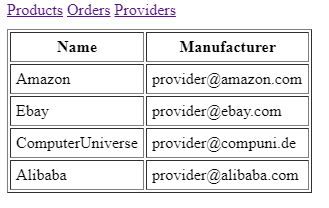 Products Orders Providers
Name Manufacturer
Amazon provider@amazon.com
Ebay provider@ebay.com
ComputerUniverse provider@compuni.de
Alibaba provider@alibaba.com